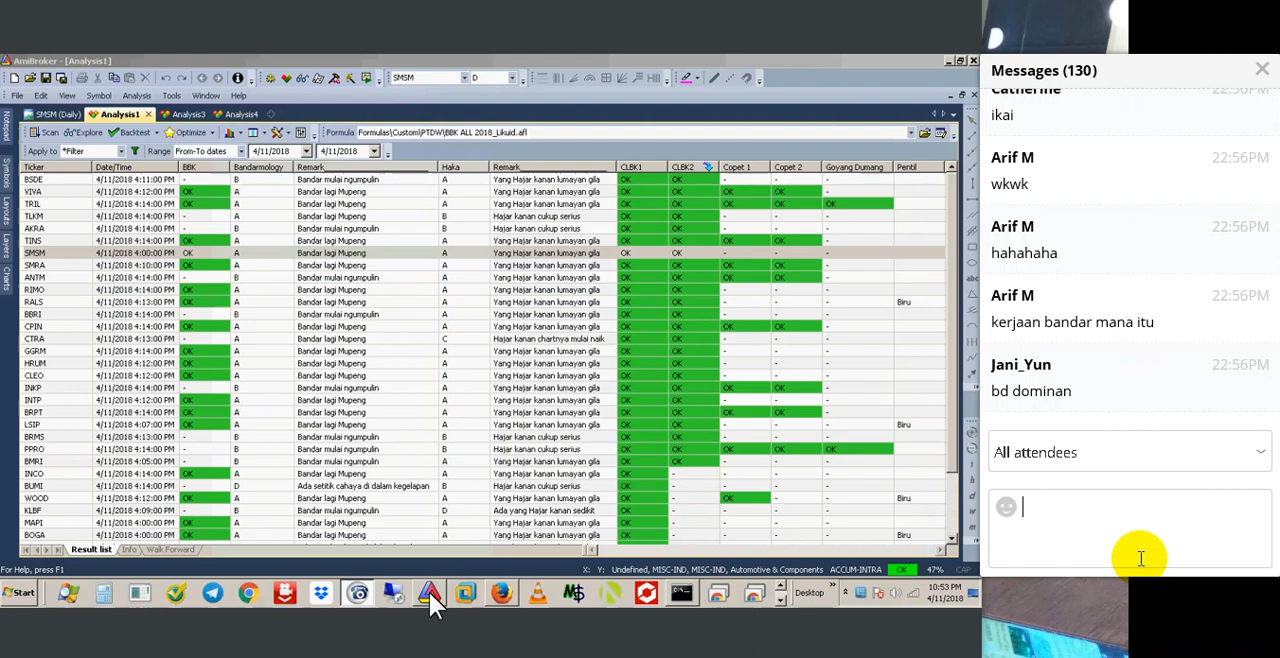 AmiBroker - [Analysis1]
SMSM D
File Edit View Symbol Analysis Tools Window Help
SMSM (Daily) Analysis1 Analysis3 Analysis4
Scan Explore Backtest Optimize Formula Formulas\Custom\PTDW\BBK ALL 2018_Likuid.afl
Apply to *Filter Range From-To dates 4/11/2018 4/11/2018
Ticker Date/Time BBK Bandarmology Remark Haka Remark CLBK1 CLBK2 Copet 1 Copet 2 Goyang Dumang Pentil
BSDE 4/11/2018 4:11:00 PM - B Bandar mulai ngumpulin A Yang Hajar kanan lumayan gila OK OK - - -
VIVA 4/11/2018 4:12:00 PM OK A Bandar lagi Mupeng A Yang Hajar kanan lumayan gila OK OK OK OK -
TRIL 4/11/2018 4:14:00 PM OK A Bandar lagi Mupeng A Yang Hajar kanan lumayan gila OK OK OK OK OK
TLKM 4/11/2018 4:14:00 PM - A Bandar lagi Mupeng B Hajar kanan cukup serius OK OK - - -
AKRA 4/11/2018 4:14:00 PM - B Bandar mulai ngumpulin B Hajar kanan cukup serius OK OK - - -
TINS 4/11/2018 4:14:00 PM OK A Bandar lagi Mupeng A Yang Hajar kanan lumayan gila OK OK OK OK -
SMSM 4/11/2018 4:00:00 PM OK A Bandar lagi Mupeng A Yang Hajar kanan lumayan gila OK OK - - -
SMRA 4/11/2018 4:10:00 PM OK A Bandar lagi Mupeng A Yang Hajar kanan lumayan gila OK OK OK OK -
ANTM 4/11/2018 4:14:00 PM - B Bandar mulai ngumpulin A Yang Hajar kanan lumayan gila OK OK OK OK -
RIMO 4/11/2018 4:14:00 PM OK A Bandar lagi Mupeng A Yang Hajar kanan lumayan gila OK OK - - -
RALS 4/11/2018 4:13:00 PM OK A Bandar lagi Mupeng A Yang Hajar kanan lumayan gila OK OK - - - Biru
BBRI 4/11/2018 4:14:00 PM - B Bandar mulai ngumpulin A Yang Hajar kanan lumayan gila OK OK - - -
CPIN 4/11/2018 4:14:00 PM OK A Bandar lagi Mupeng A Yang Hajar kanan lumayan gila OK OK OK OK -
CTRA 4/11/2018 4:14:00 PM - A Bandar lagi Mupeng C Hajar kanan chartnya mulai naik OK OK - - -
GGRM 4/11/2018 4:14:00 PM OK A Bandar lagi Mupeng A Yang Hajar kanan lumayan gila OK OK - - -
HRUM 4/11/2018 4:12:00 PM OK A Bandar lagi Mupeng A Yang Hajar kanan lumayan gila OK OK - - -
CLEO 4/11/2018 4:12:00 PM OK A Bandar lagi Mupeng A Yang Hajar kanan lumayan gila OK OK - - -
INKP 4/11/2018 4:14:00 PM - B Bandar mulai ngumpulin A Yang Hajar kanan lumayan gila OK OK OK OK -
INTP 4/11/2018 4:14:00 PM OK A Bandar lagi Mupeng A Yang Hajar kanan lumayan gila OK OK - - -
BRPT 4/11/2018 4:14:00 PM OK A Bandar lagi Mupeng A Yang Hajar kanan lumayan gila OK OK OK OK -
LSIP 4/11/2018 4:07:00 PM OK A Bandar lagi Mupeng A Yang Hajar kanan lumayan gila OK OK - - - Biru
BRMS 4/11/2018 4:13:00 PM - B Bandar mulai ngumpulin B Hajar kanan cukup serius OK OK - - -
PPRO 4/11/2018 4:14:00 PM - B Bandar mulai ngumpulin B Hajar kanan cukup serius OK OK OK OK OK
BMRI 4/11/2018 4:05:00 PM - B Bandar mulai ngumpulin A Yang Hajar kanan lumayan gila OK OK - - -
INCO 4/11/2018 4:14:00 PM OK A Bandar lagi Mupeng A Yang Hajar kanan lumayan gila OK - - - -
BUMI 4/11/2018 4:14:00 PM - D Ada setitik cahaya di dalam kegelapan B Hajar kanan cukup serius OK - - - -
WOOD 4/11/2018 4:12:00 PM OK A Bandar lagi Mupeng A Yang Hajar kanan lumayan gila OK - OK - - Biru
KLBF 4/11/2018 4:09:00 PM - B Bandar mulai ngumpulin D Ada yang Hajar kanan sedikit OK - - - -
MAPI 4/11/2018 4:00:00 PM OK A Bandar lagi Mupeng A Yang Hajar kanan lumayan gila OK - - - -
BOGA 4/11/2018 4:14:00 PM OK A Bandar lagi Mupeng A Yang Hajar kanan lumayan gila OK - - - - Biru
Result list Info Walk Forward
For Help, press F1 X: Y: Undefined, MISC-IND, MISC-IND, Automotive & Components ACCUM-INTRA OK 47% CAP
Start Desktop 10:53 PM
4/11/2018
Notepad
Symbols
Layouts
Layers
Charts
Messages (130)
Catherine 22:56PM
ikai
Arif M 22:56PM
wkwk
Arif M 22:56PM
hahahaha
Arif M 22:56PM
kerjaan bandar mana itu
Jani_Yun 22:56PM
bd dominan
All attendees